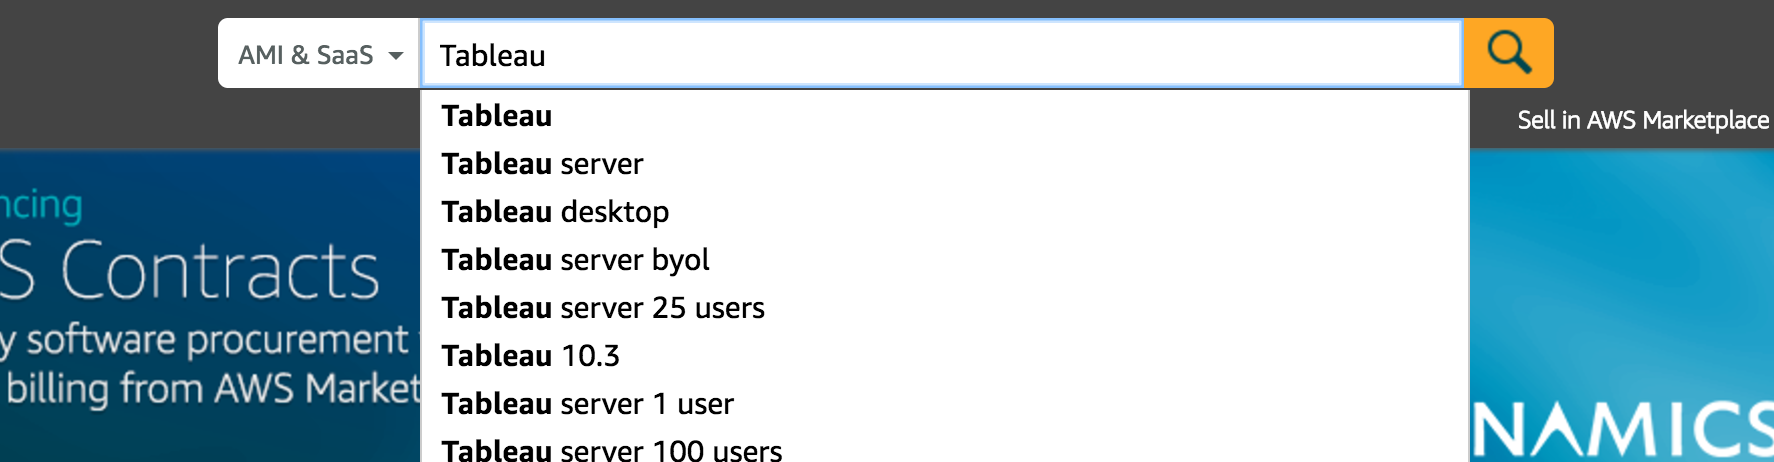 AMI & SaaS
Tableau
Sell in AWS Marketplace
Tableau
Tableau server
Tableau desktop
Tableau server byol
Tableau server 25 users
Tableau 10.3
Tableau server 1 user
Tableau server 100 users
ncing
S Contracts
y software procurement
billing from AWS Market
NAMICS